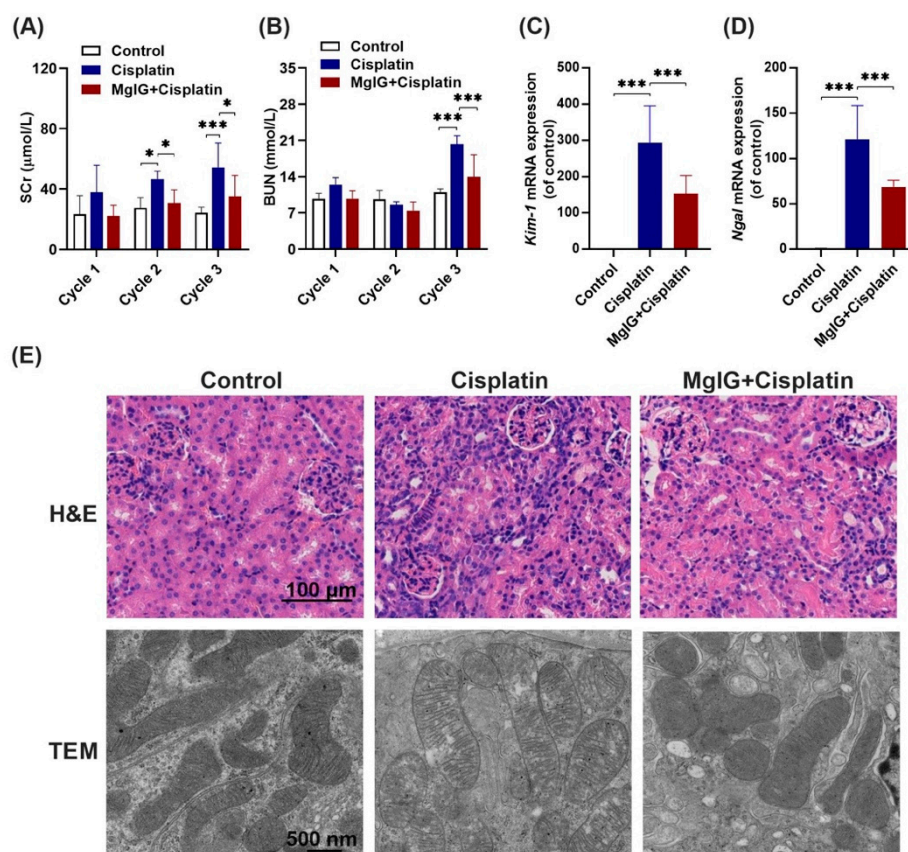 (A)
Control
Cisplatin
MgIG+Cisplatin
SCr
(μmol/L)
120
80
40
0
*
*
***
*
Cycle 1
Cycle 2
Cycle 3
(B)
Control
Cisplatin
MgIG+Cisplatin
BUN
(mmol/L)
35
28
21
14
7
0
***
***
Cycle 1
Cycle 2
Cycle 3
(C)
Kim-1 mRNA expression
(of control)
500
400
300
200
100
0
***
***
Control
Cisplatin
MgIG+Cisplatin
(D)
Ngal mRNA expression
(of control)
200
150
100
50
0
***
***
Control
Cisplatin
MgIG+Cisplatin
(E)
Control
Cisplatin
MgIG+Cisplatin
H&E
100 μm
TEM
500 nm